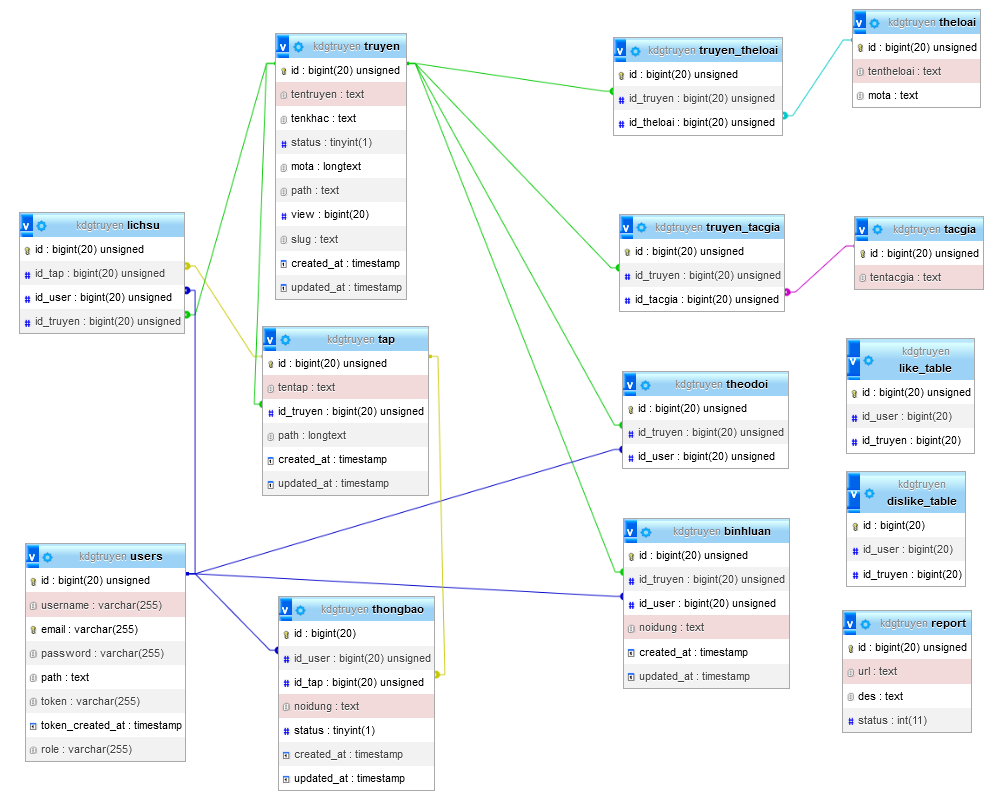 kdgtruyen truyen
id : bigint(20) unsigned
tentruyen : text
tenkhac : text
status : tinyint(1)
mota : longtext
path : text
view : bigint(20)
slug : text
created_at : timestamp
updated_at : timestamp
kdgtruyen truyen_theloai
id : bigint(20) unsigned
id_truyen : bigint(20) unsigned
id_theloai : bigint(20) unsigned
kdgtruyen theloai
id : bigint(20) unsigned
tentheloai : text
mota : text
kdgtruyen lichsu
id : bigint(20) unsigned
id_tap : bigint(20) unsigned
id_user : bigint(20) unsigned
id_truyen : bigint(20) unsigned
kdgtruyen truyen_tacgia
id : bigint(20) unsigned
id_truyen : bigint(20) unsigned
id_tacgia : bigint(20) unsigned
kdgtruyen tacgia
id : bigint(20) unsigned
tentacgia : text
kdgtruyen tap
id : bigint(20) unsigned
tentap : text
id_truyen : bigint(20) unsigned
path : longtext
created_at : timestamp
updated_at : timestamp
kdgtruyen theodoi
id : bigint(20) unsigned
id_truyen : bigint(20) unsigned
id_user : bigint(20) unsigned
kdgtruyen
like_table
id : bigint(20) unsigned
id_user : bigint(20)
id_truyen : bigint(20)
kdgtruyen
dislike_table
id : bigint(20)
id_user : bigint(20)
id_truyen : bigint(20)
kdgtruyen users
id : bigint(20) unsigned
username : varchar(255)
email : varchar(255)
password : varchar(255)
path : text
token : varchar(255)
token_created_at : timestamp
role : varchar(255)
kdgtruyen thongbao
id : bigint(20)
id_user : bigint(20) unsigned
id_tap : bigint(20) unsigned
noidung : text
status : tinyint(1)
created_at : timestamp
updated_at : timestamp
kdgtruyen binhluan
id : bigint(20) unsigned
id_truyen : bigint(20) unsigned
id_user : bigint(20) unsigned
noidung : text
created_at : timestamp
updated_at : timestamp
kdgtruyen report
id : bigint(20) unsigned
url : text
des : text
status : int(11)